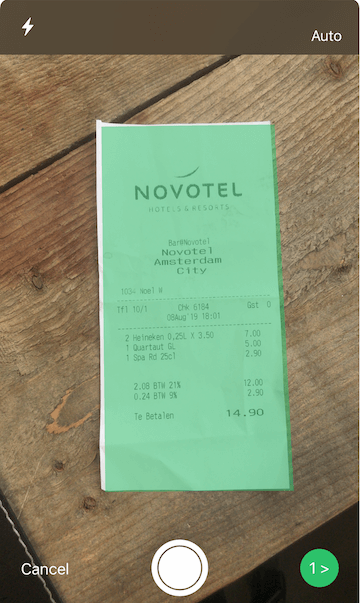 Auto
NOVOTEL
HOTELS & RESORTS
Bar@Novotel
Novotel
Amsterdam
City
1034 Noel H
Tfl 10/1 Chk 6184 Gst 0
08Aug'19 18:01
2 Heineken 0,25L X 3.50 7.00
1 Quartaut GL 5.00
1 Spa Rd 25cl 2.90
2.08 BTW 21% 12.00
0.24 BTW 9% 2.90
Te Betalen 14.90
Cancel
1 >